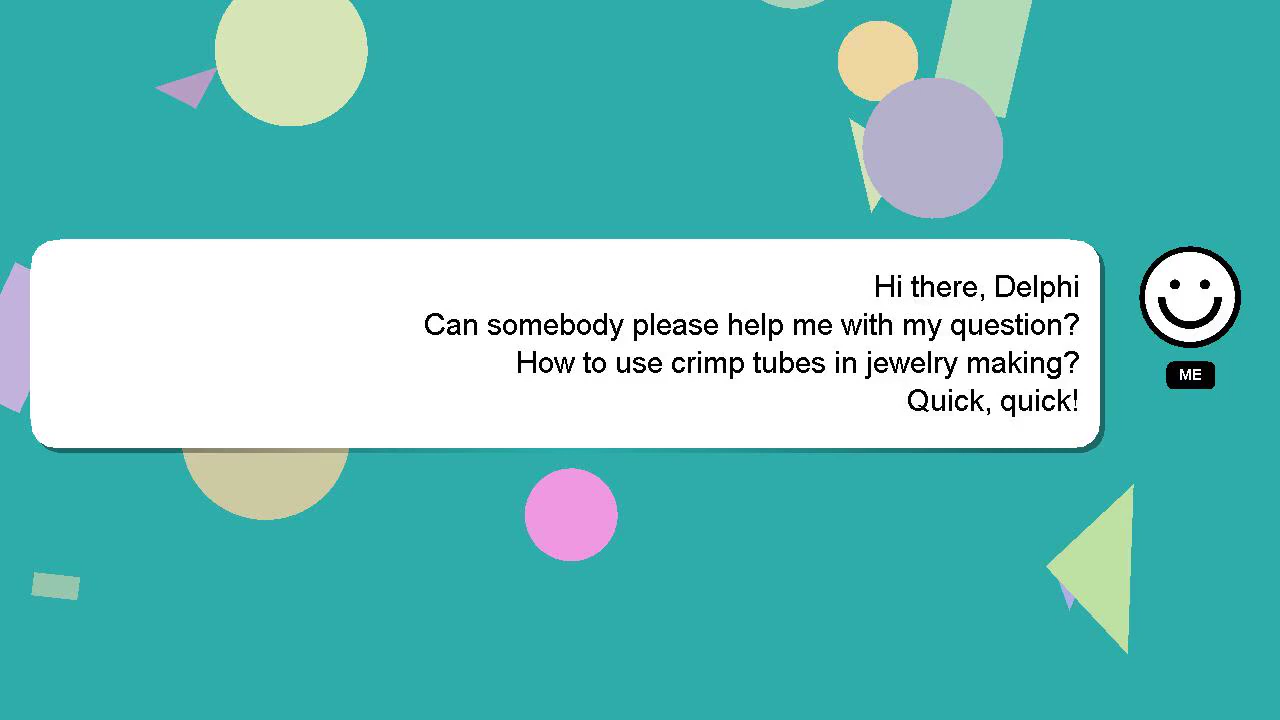 Hi there, Delphi
Can somebody please help me with my question?
How to use crimp tubes in jewelry making?
Quick, quick!
ME